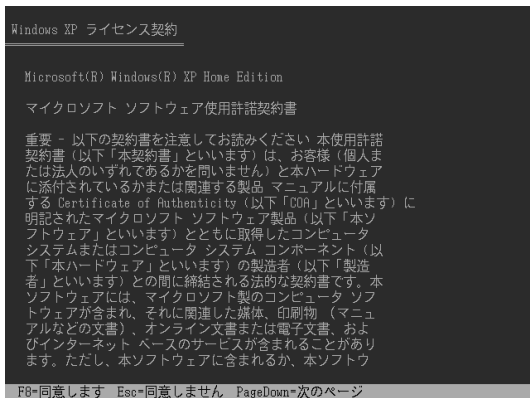 Windows XP ライセンス契約
Microsoft(R) Windows(R) XP Home Edition
マイクロソフト ソフトウェア使用許諾契約書
重要 - 以下の契約書を注意してお読みください 本使用許諾
契約書（以下「本契約書」といいます）は、お客様（個人ま
たは法人のいずれであるかを問いません）と本ハードウェア
に添付されているかまたは関連する製品 マニュアルに付属
する Certificate of Authenticity（以下「COA」といいます）に
明記されたマイクロソフト ソフトウェア製品（以下「本ソ
フトウェア」といいます）とともに取得したコンピュータ
システムまたはコンピュータ システム コンポーネント（以
下「本ハードウェア」といいます）の製造者（以下「製造
者」といいます）との間に締結される法的な契約書です。本
ソフトウェアには、マイクロソフト製のコンピュータ ソフ
トウェアが含まれ、それに関連した媒体、印刷物 （マニュ
アルなどの文書）、オンライン文書または電子文書、およ
びインターネット ベースのサービスが含まれることがあり
ます。ただし、本ソフトウェアに含まれるか、本ソフトウ
F8=同意します Esc=同意しません PageDown=次のページ